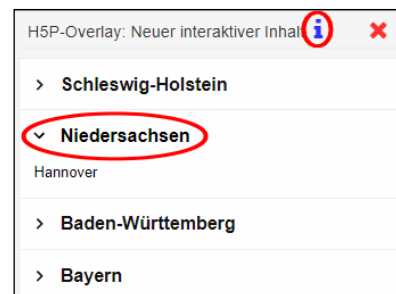 H5P-Overlay: Neuer interaktiver Inhal i
Schleswig-Holstein
Niedersachsen
Hannover
Baden-Württemberg
Bayern